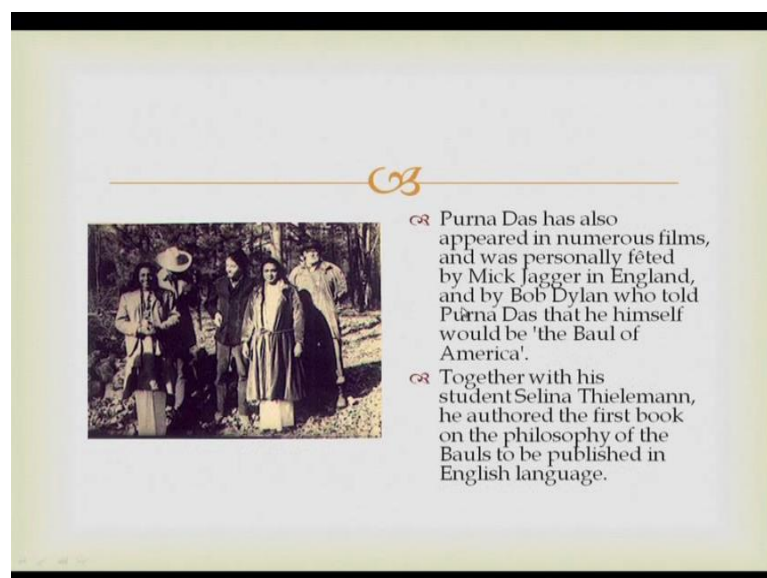 Purna Das has also
appeared in numerous films,
and was personally fêted
by Mick Jagger in England,
and by Bob Dylan who told
Purna Das that he himself
would be 'the Baul of
America'.
Together with his
student Selina Thielemann,
he authored the first book
on the philosophy of the
Bauls to be published in
English language.